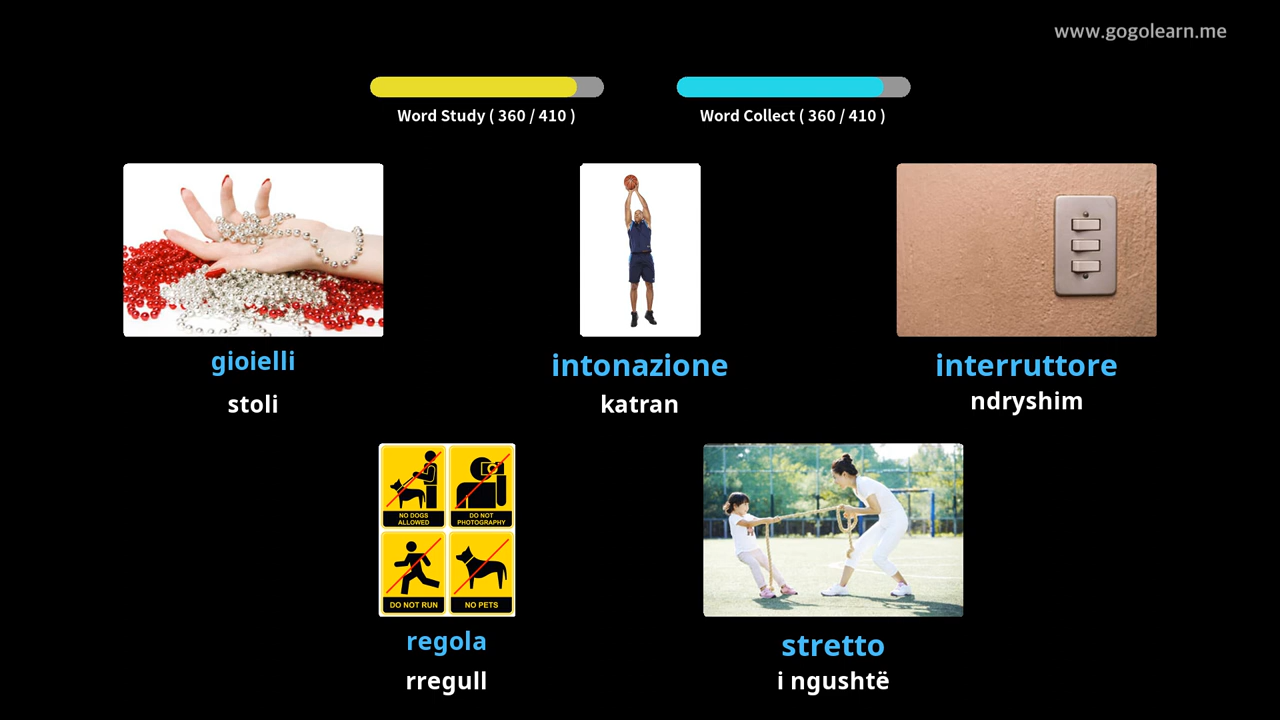 www.gogolearn.me
Word Study ( 360 / 410 )
Word Collect ( 360 / 410 )
gioielli
stoli
intonazione
katran
interruttore
ndryshim
NO DOGS
ALLOWED
DO NOT
PHOTOGRAPHY
DO NOT RUN
NO PETS
regola
rregull
stretto
i ngushtë